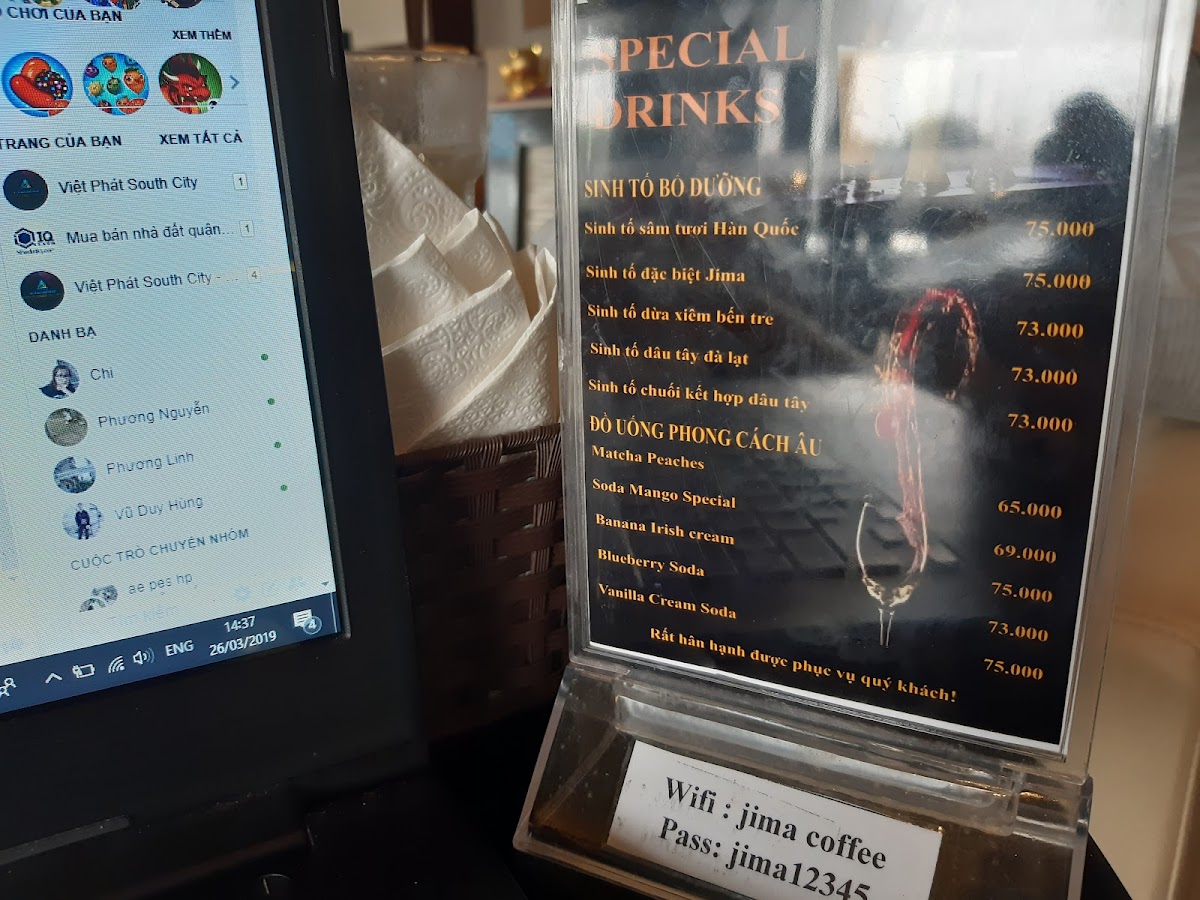 CHƠI CỦA BẠN
XEM THÊM
TRANG CỦA BẠN XEM TẤT CẢ
Việt Phát South City 1
Mua bán nhà đất quân... 1
Việt Phát South City - ... 4
DANH BẠ
Chi
Phương Nguyễn
Phương Linh
Vũ Duy Hùng
CUỘC TRÒ CHUYỆN NHÓM
ae pes hp
ENG
14:37
26/03/2019
4
SPECIAL
DRINKS
SINH TỐ BỔ DƯỠNG
Sinh tố sâm tươi Hàn Quốc 75.000
Sinh tố đặc biệt Jima 75.000
Sinh tố dừa xiêm bến tre 73.000
Sinh tố dâu tây đà lạt 73.000
Sinh tố chuối kết hợp dâu tây 73.000
ĐỒ UỐNG PHONG CÁCH ÂU
Matcha Peaches 65.000
Soda Mango Special 69.000
Banana Irish cream 75.000
Blueberry Soda 73.000
Vanilla Cream Soda 75.000
Rất hân hạnh được phục vụ quý khách!
Wifi : jima coffee
Pass: jima12345